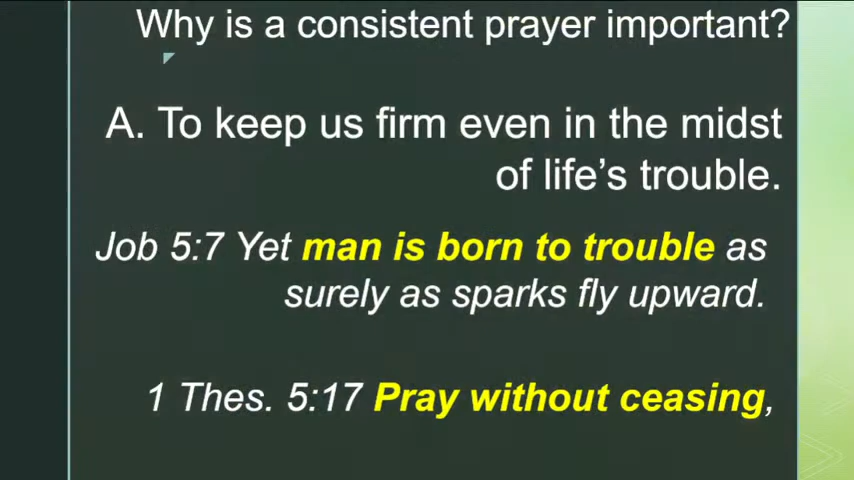 Why is a consistent prayer important?
A. To keep us firm even in the midst
of life's trouble.
Job 5:7 Yet man is born to trouble as
surely as sparks fly upward.
1 Thes. 5:17 Pray without ceasing,